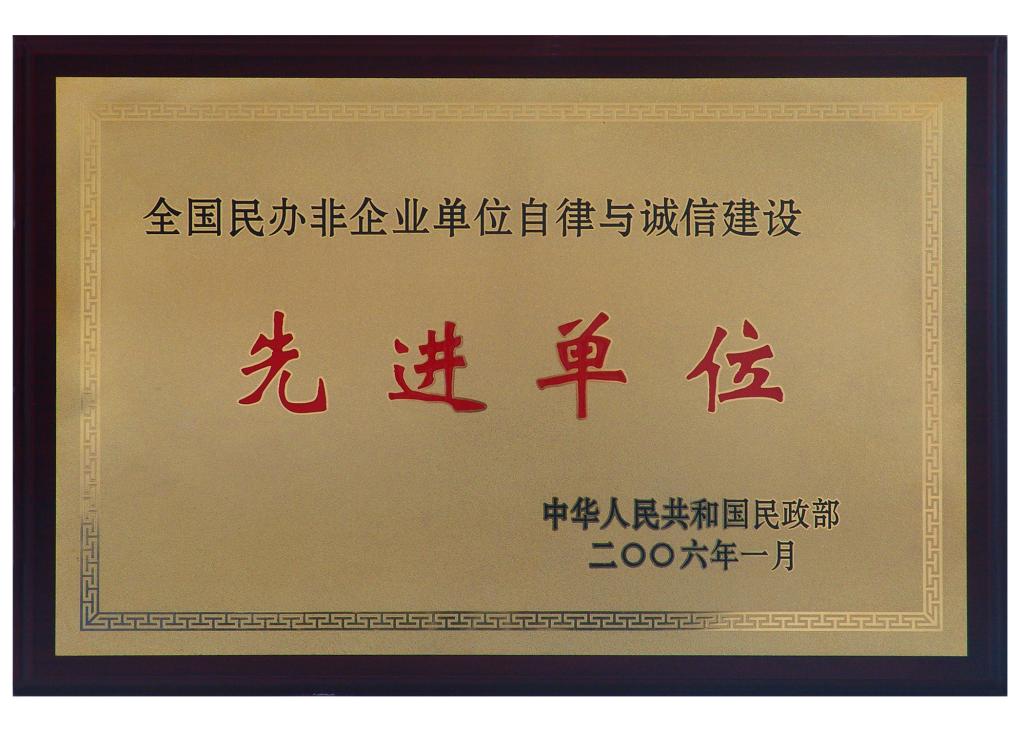 全国民办非企业单位自律与诚信建设
先进单位
中华人民共和国民政部
二〇〇六年一月